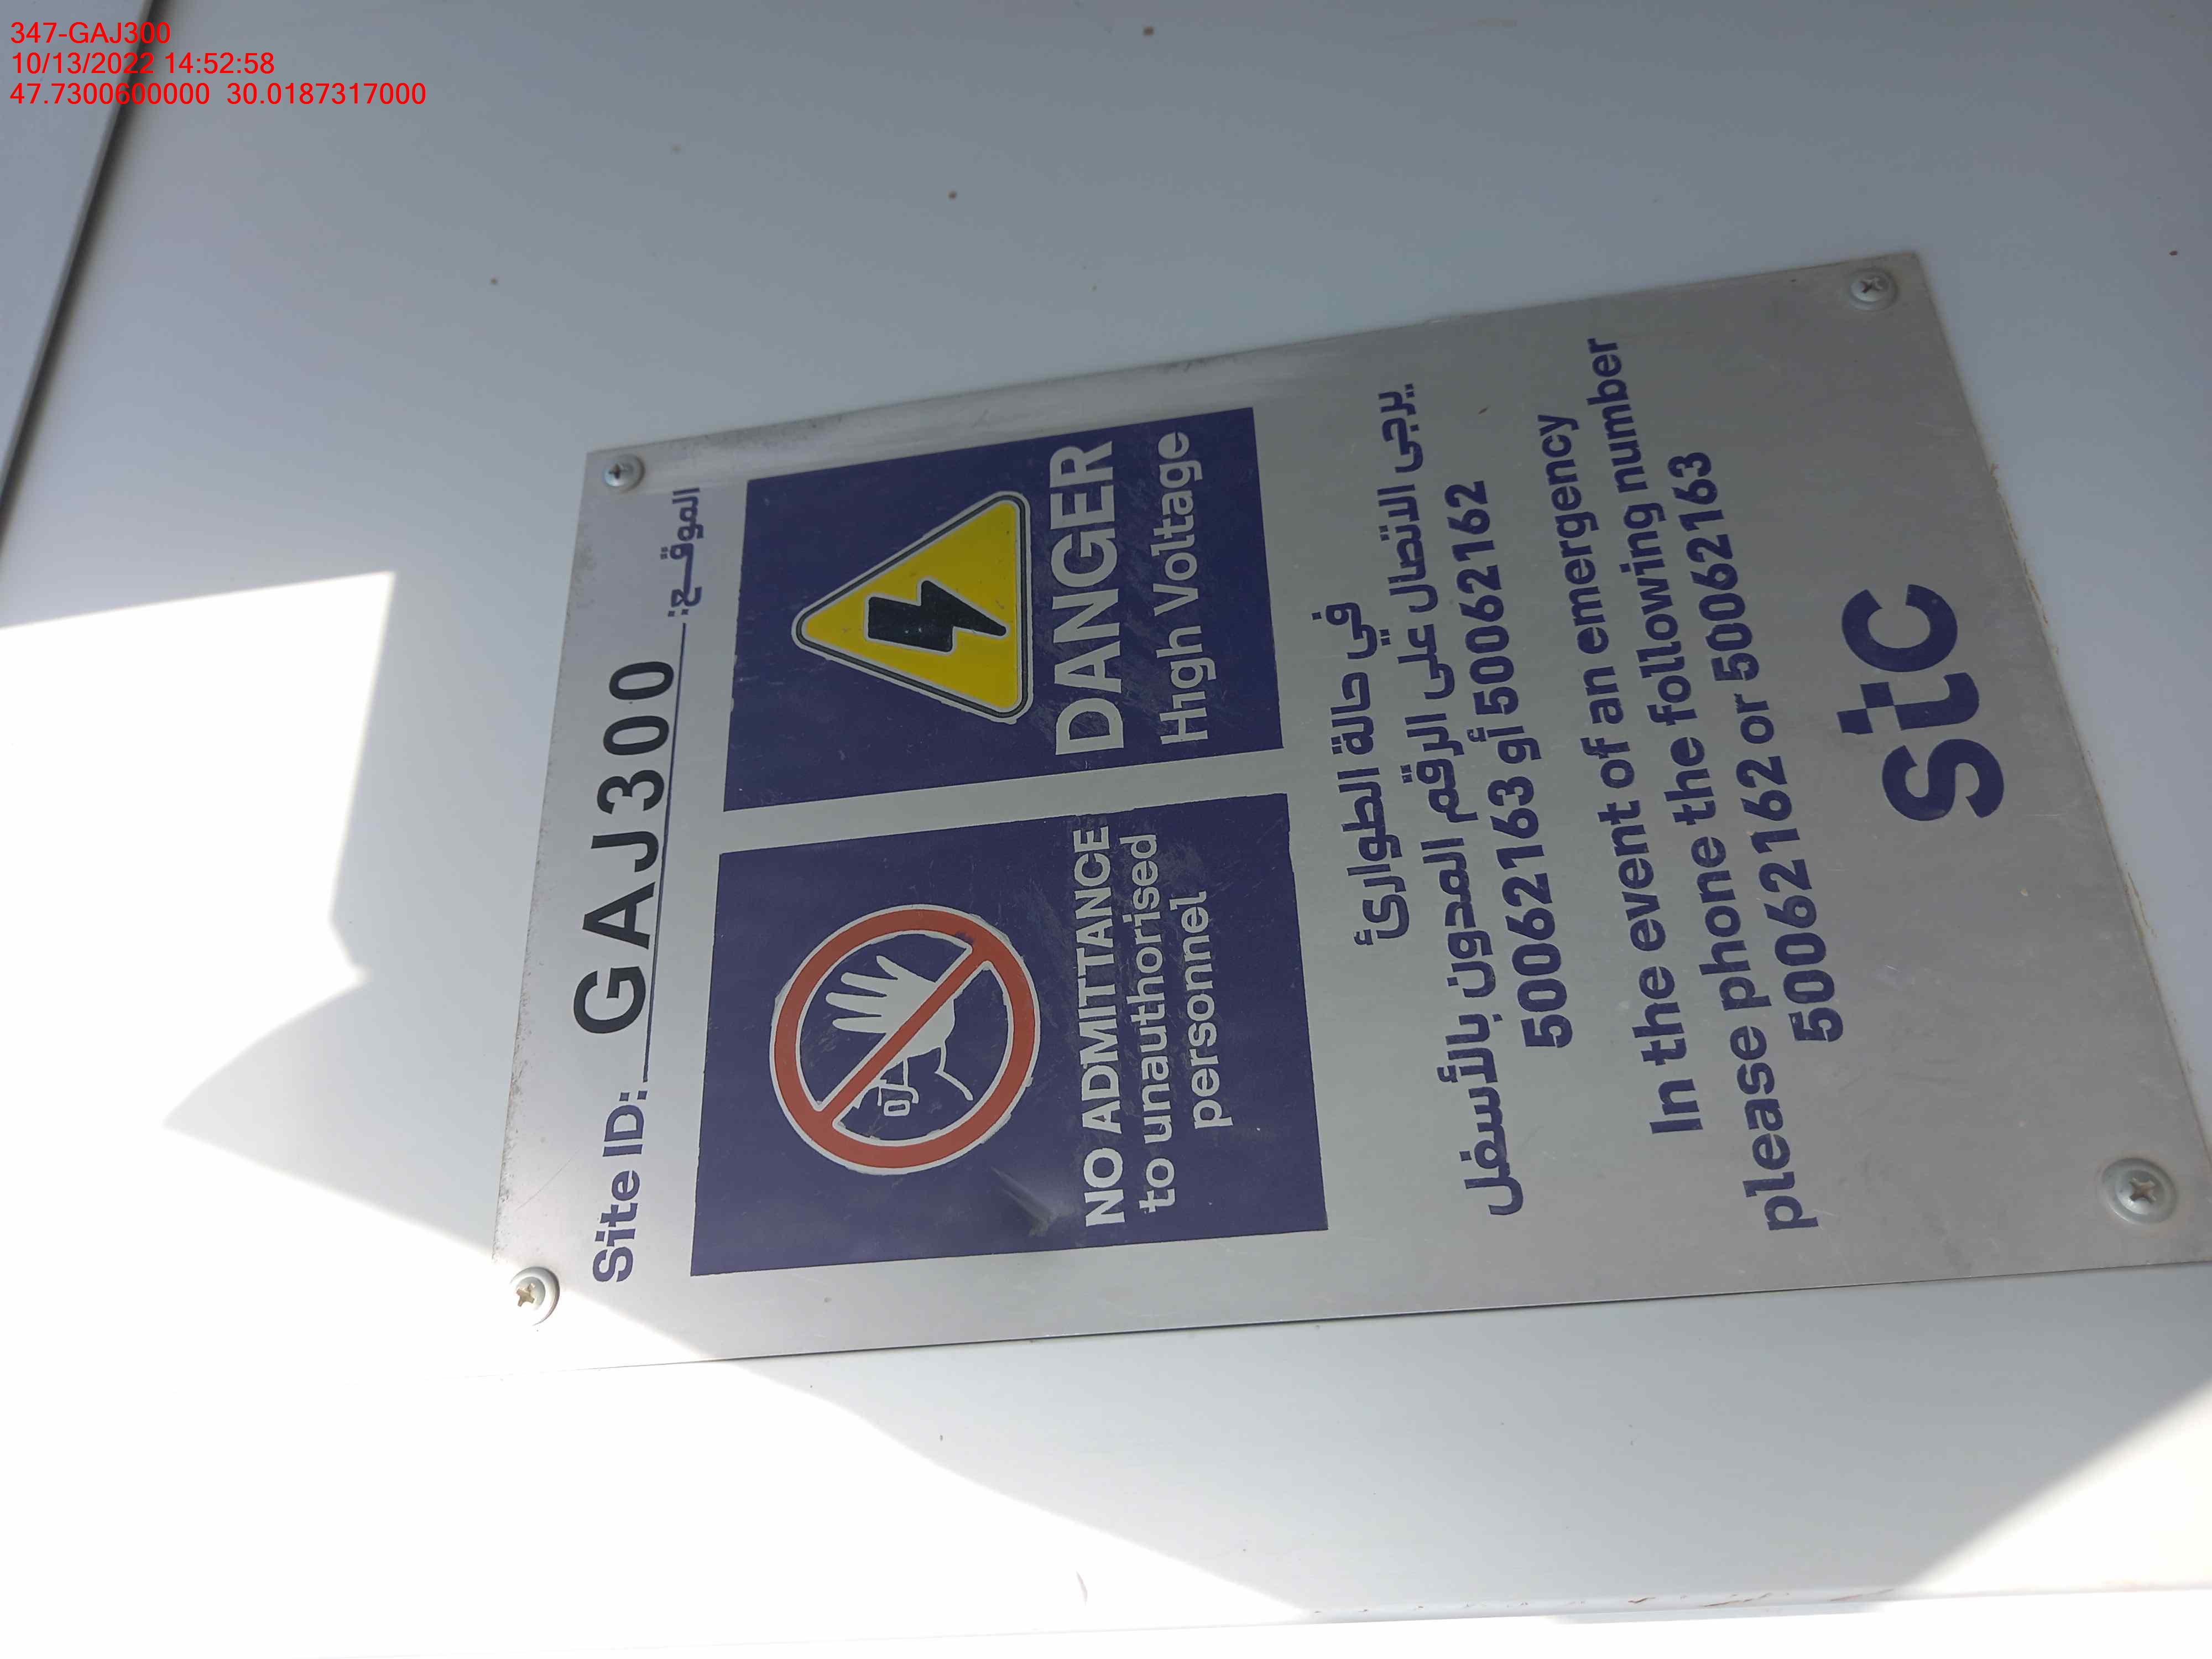 347-GAJ300
10/13/2022 14:52:58
47.7300600000 30.0187317000
Site ID: GAJ300 الموقع:
NO ADMITTANCE
to unauthorised
personnel
DANGER
High Voltage
في حالة الطوارئ
يرجى الاتصال على الرقم المدون بالأسفل
50062163 أو 50062162
In the event of an emergency
please phone the following number
50062162 or 50062163
stc